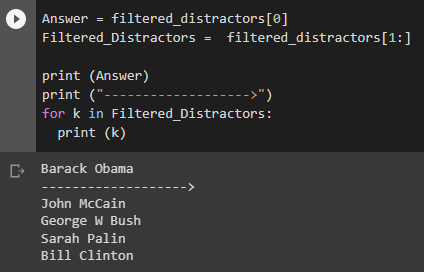 Answer = filtered_distractors[0]
Filtered_Distractors =  filtered_distractors[1:]
print (Answer)
print ("------------------->")
for k in Filtered_Distractors:
  print (k)
Barack Obama
------------------->
John McCain
George W Bush
Sarah Palin
Bill Clinton